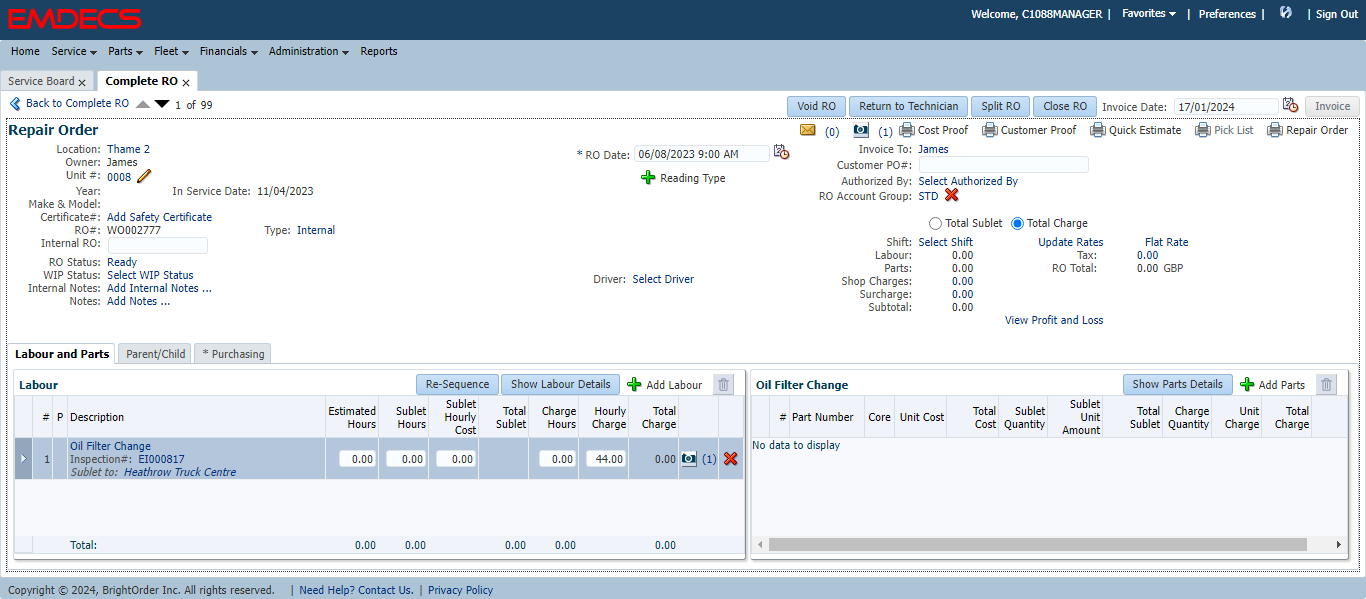 EMDECS
Welcome, C1088MANAGER | Favorites | Preferences | | Sign Out
Home Service Parts Fleet Financials Administration Reports
Service Board x Complete RO x
Back to Complete RO 1 of 99
Void RO Return to Technician Split RO Close RO Invoice Date: 17/01/2024 Invoice
Repair Order
(0) (1) Cost Proof Customer Proof Quick Estimate Pick List Repair Order
Location: Thame 2
Owner: James
Unit #: 0008
Year: In Service Date: 11/04/2023
Make & Model:
Certificate#: Add Safety Certificate
RO#: WO002777 Type: Internal
Internal RO:
RO Status: Ready
WIP Status: Select WIP Status
Internal Notes: Add Internal Notes ...
Notes: Add Notes ...
* RO Date: 06/08/2023 9:00 AM
Reading Type
Driver: Select Driver
Invoice To: James
Customer PO#:
Authorized By: Select Authorized By
RO Account Group: STD
Total Sublet Total Charge
Shift: Select Shift Update Rates Flat Rate
Labour: 0.00 Tax: 0.00
Parts: 0.00 RO Total: 0.00 GBP
Shop Charges: 0.00
Surcharge: 0.00
Subtotal: 0.00
View Profit and Loss
Labour and Parts Parent/Child * Purchasing
Labour Re-Sequence Show Labour Details Add Labour
# P Description Estimated Hours Sublet Hours Sublet Hourly Cost Total Sublet Charge Hours Hourly Charge Total Charge
1 Oil Filter Change 0.00 0.00 0.00 0.00 44.00 0.00 (1)
Inspection#: EI000817
Sublet to: Heathrow Truck Centre
Total: 0.00 0.00 0.00 0.00 0.00
Oil Filter Change Show Parts Details Add Parts
# Part Number Core Unit Cost Total Cost Sublet Quantity Sublet Unit Amount Total Sublet Charge Quantity Unit Charge Total Charge
No data to display
Copyright © 2024, BrightOrder Inc. All rights reserved. | Need Help? Contact Us. | Privacy Policy